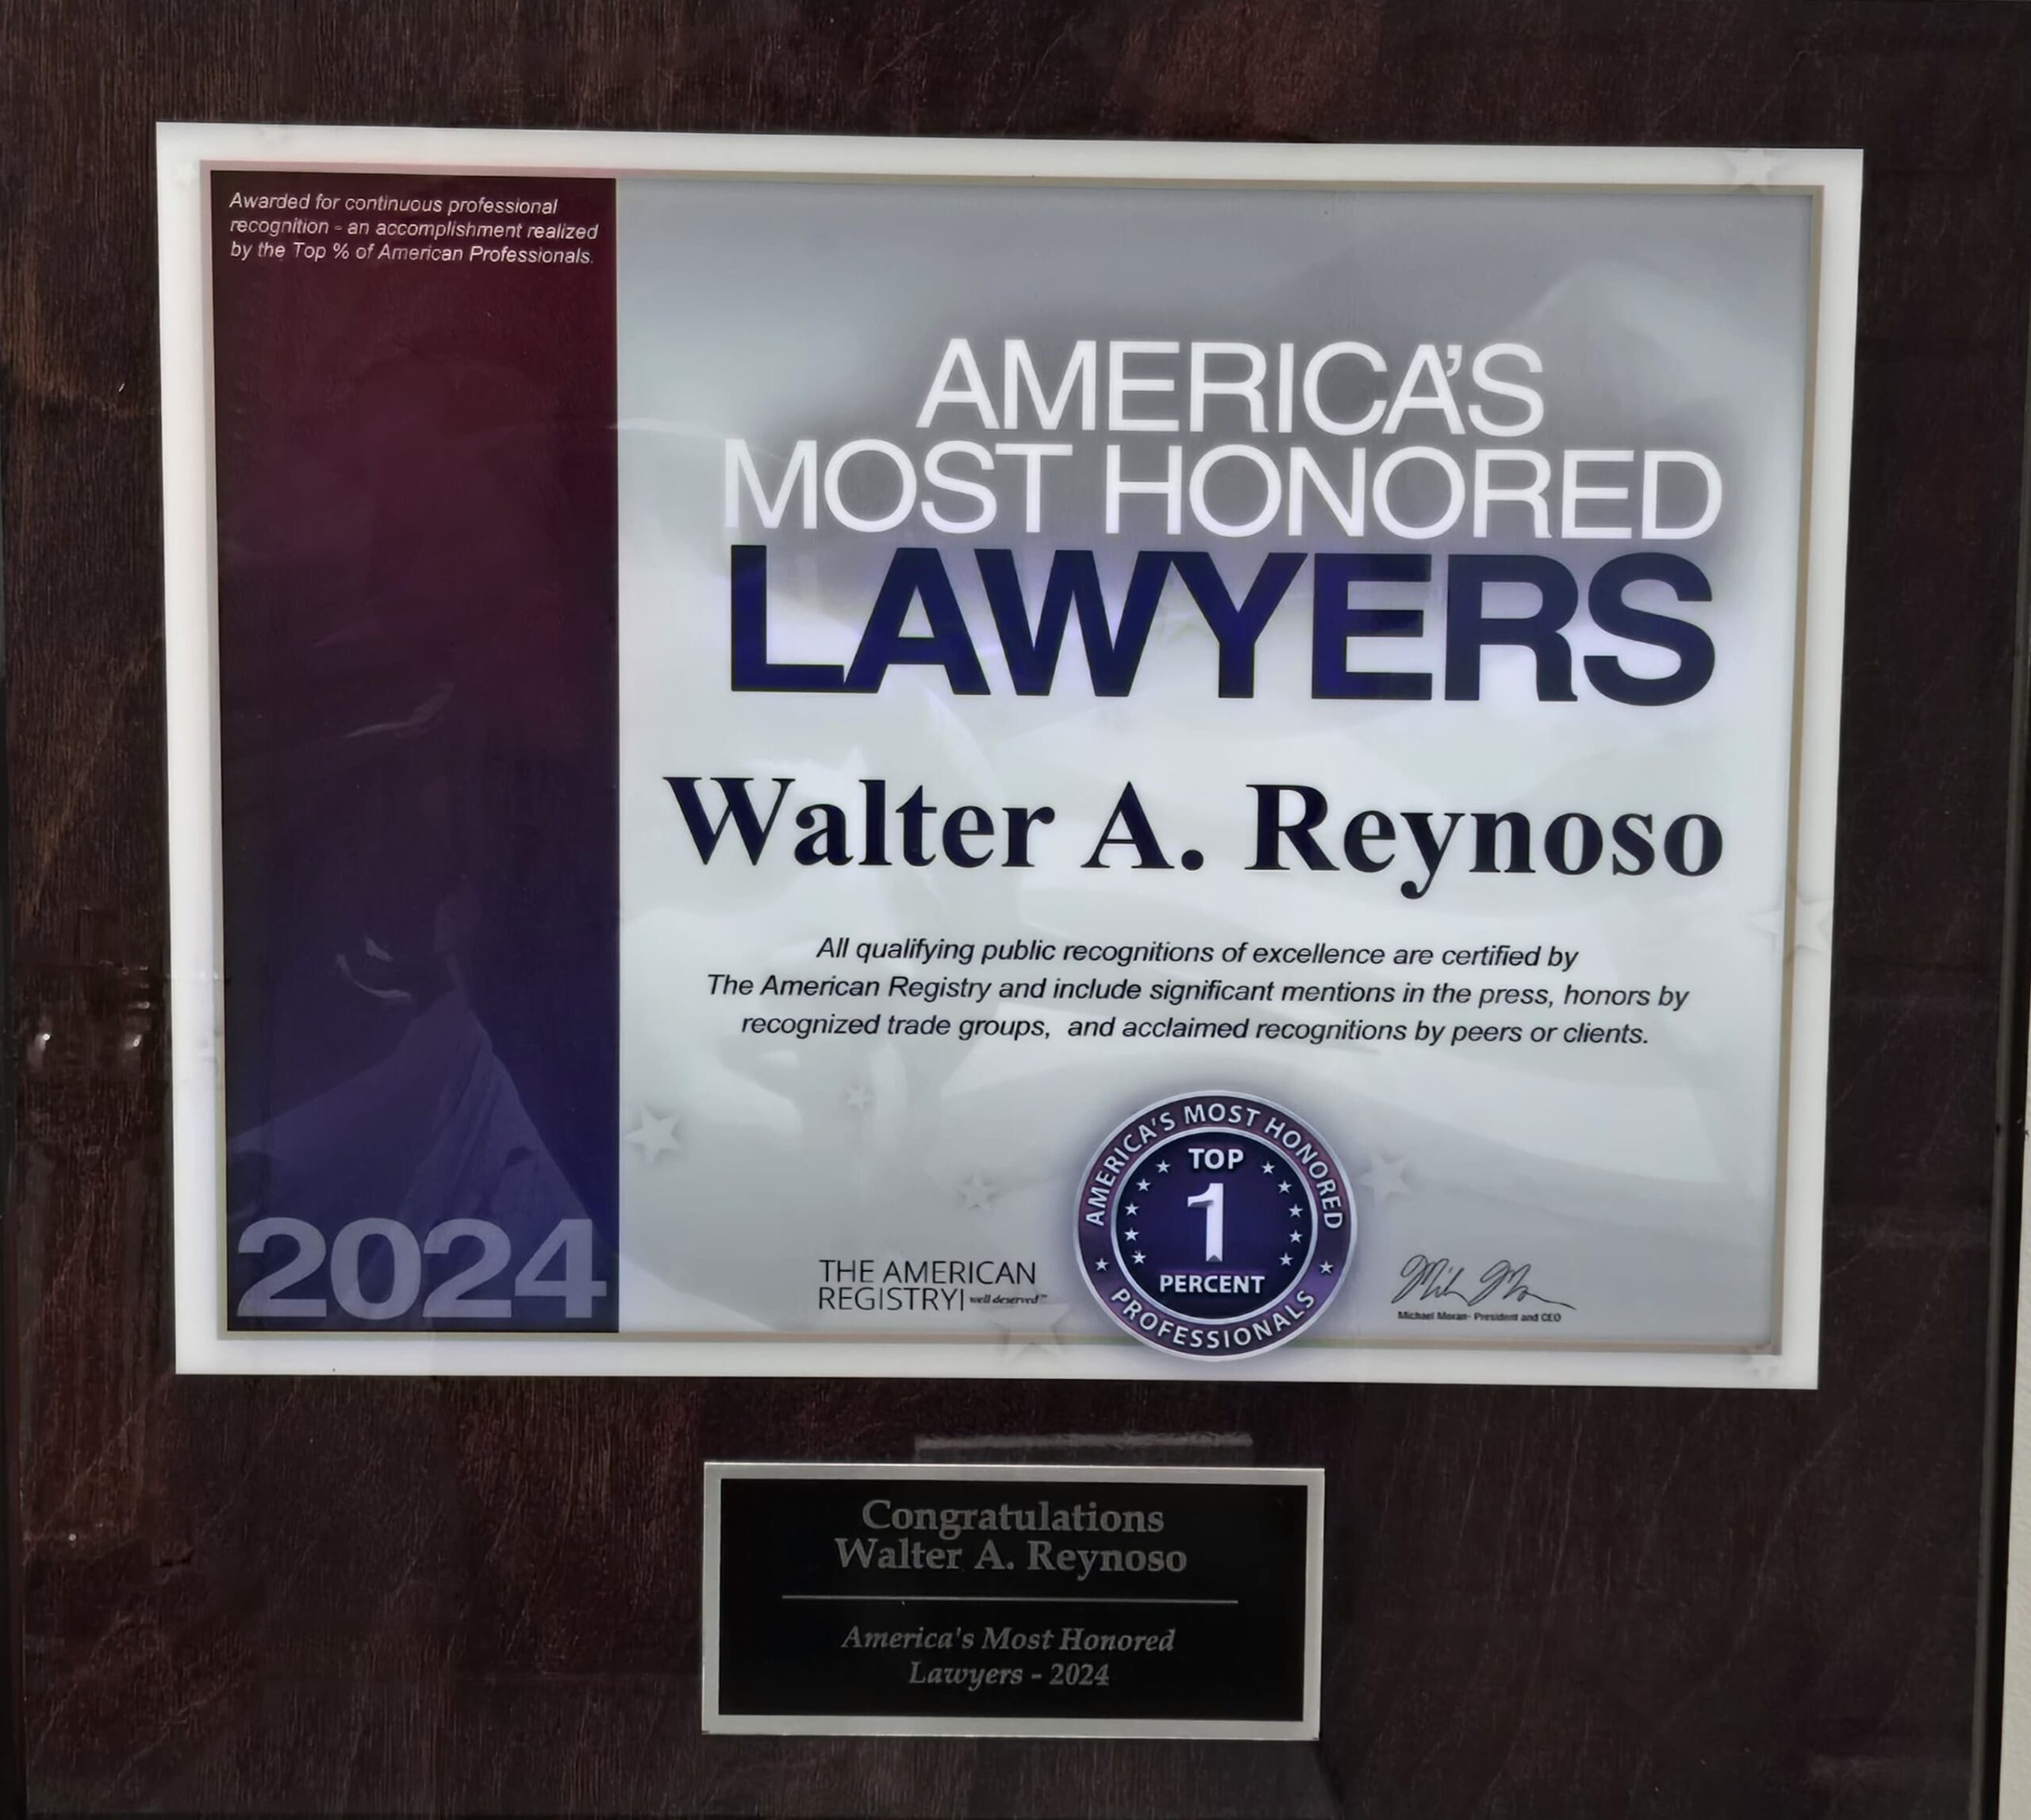 Awarded for continuous professional
recognition - an accomplishment realized
by the Top % of American Professionals.
AMERICA'S
MOST HONORED
LAWYERS
Walter A. Reynoso
All qualifying public recognitions of excellence are certified by
The American Registry and include significant mentions in the press, honors by
recognized trade groups, and acclaimed recognitions by peers or clients.
2024
THE AMERICAN
REGISTRY| well deserved™
AMERICA'S MOST HONORED
TOP
1
PERCENT
PROFESSIONALS
Michael Moran- President and CEO
Congratulations
Walter A. Reynoso
America's Most Honored
Lawyers - 2024